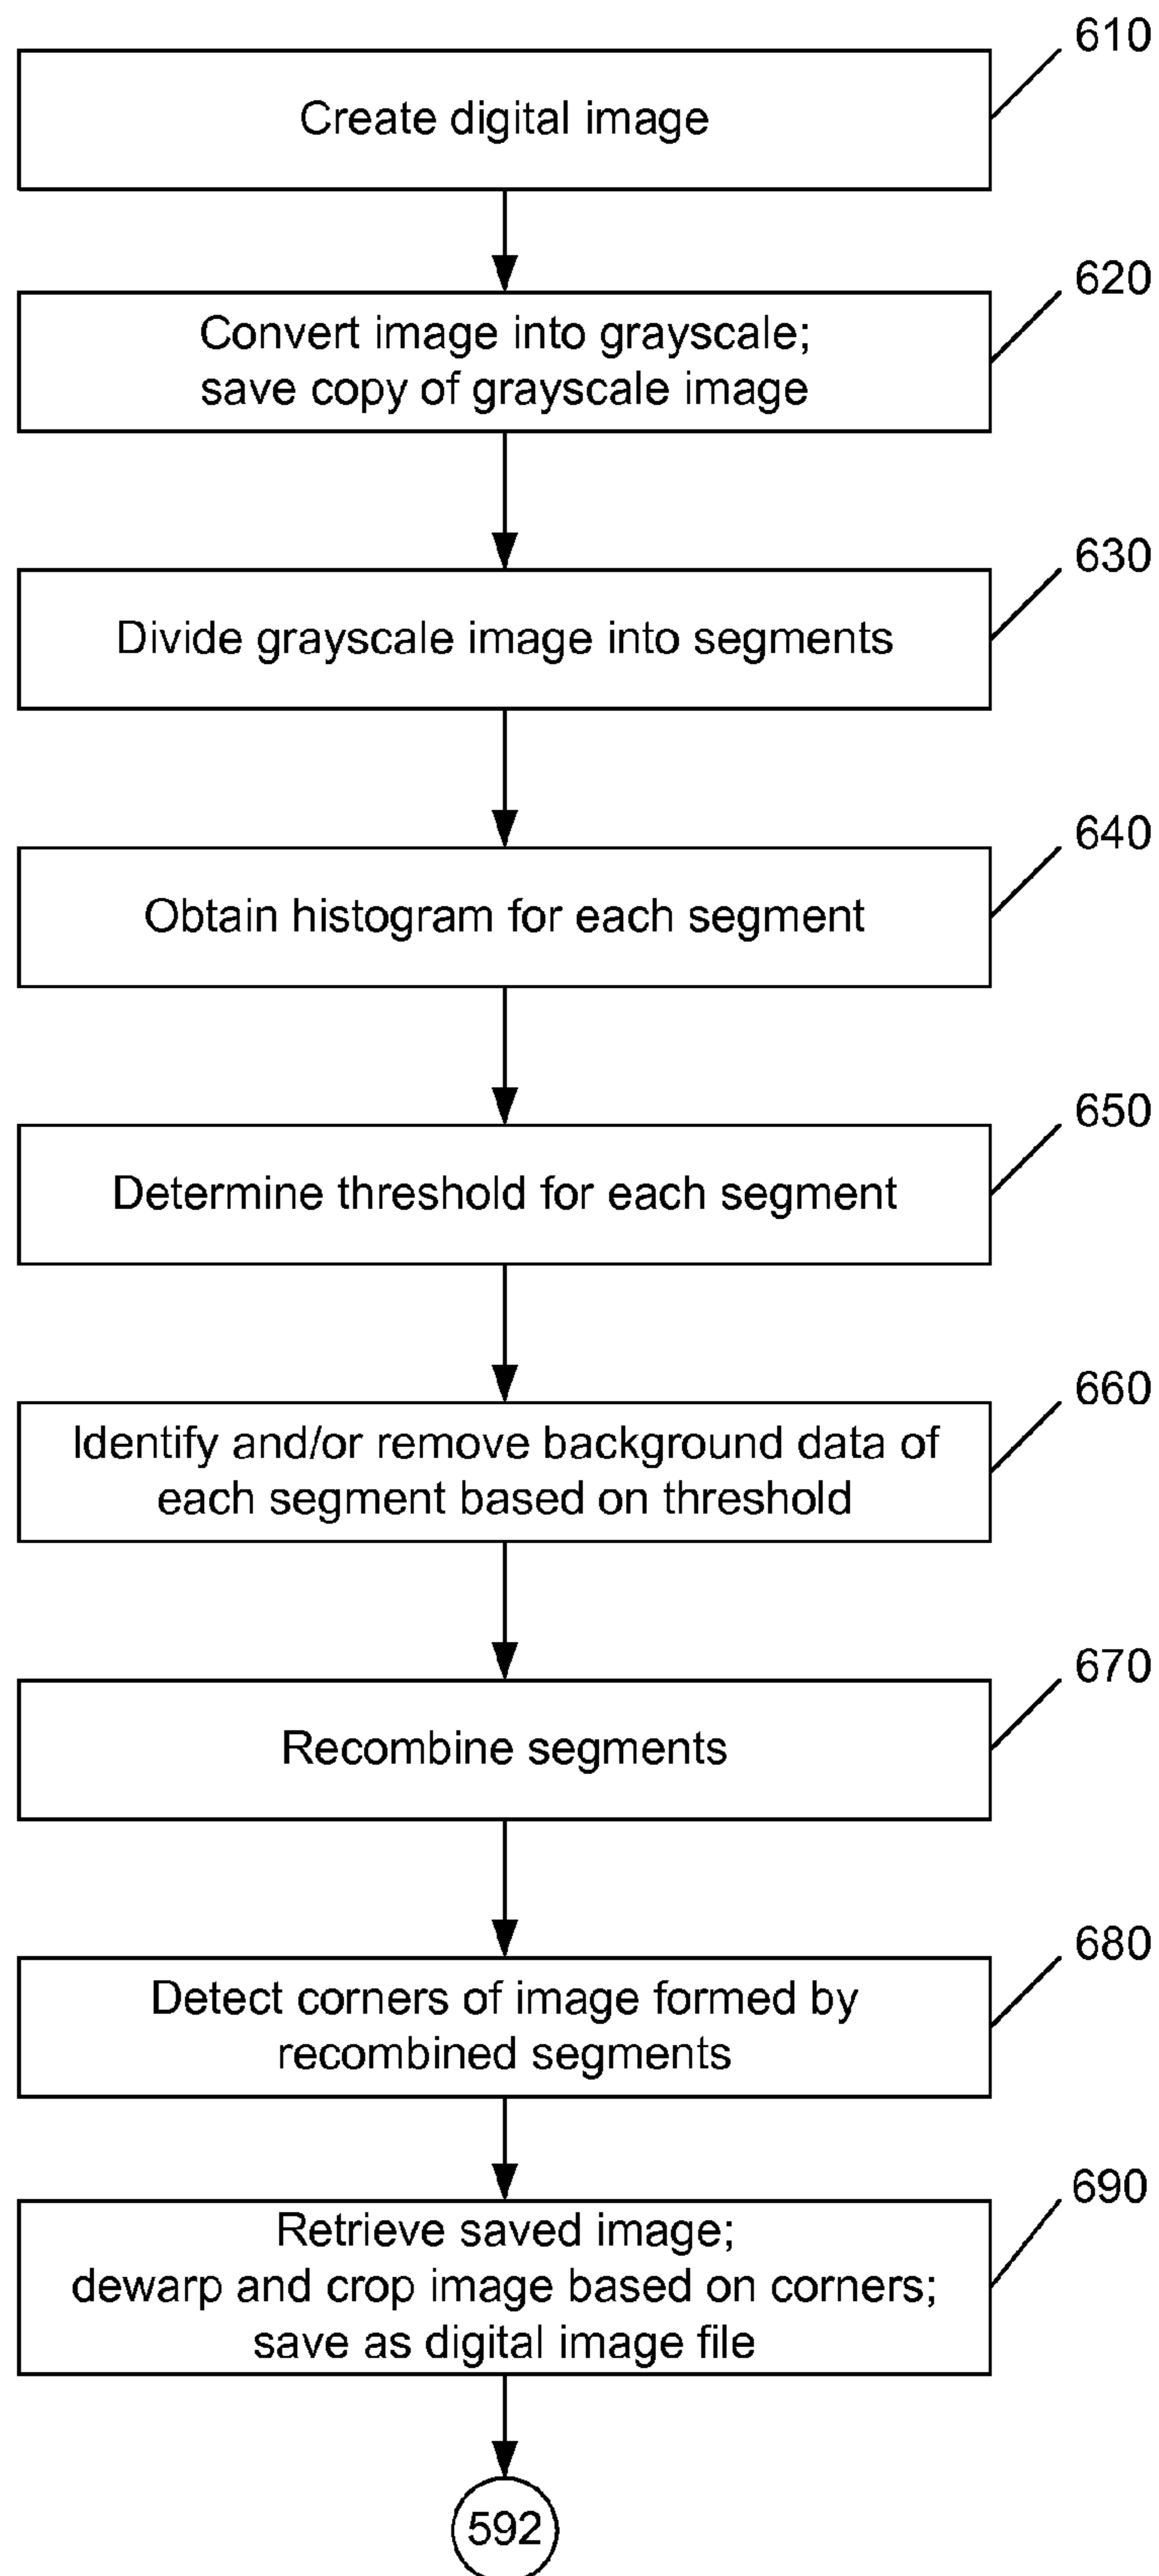 610
Create digital image
620
Convert image into grayscale;
save copy of grayscale image
630
Divide grayscale image into segments
640
Obtain histogram for each segment
650
Determine threshold for each segment
660
Identify and/or remove background data of
each segment based on threshold
670
Recombine segments
680
Detect corners of image formed by
recombined segments
690
Retrieve saved image;
dewarp and crop image based on corners;
save as digital image file
592